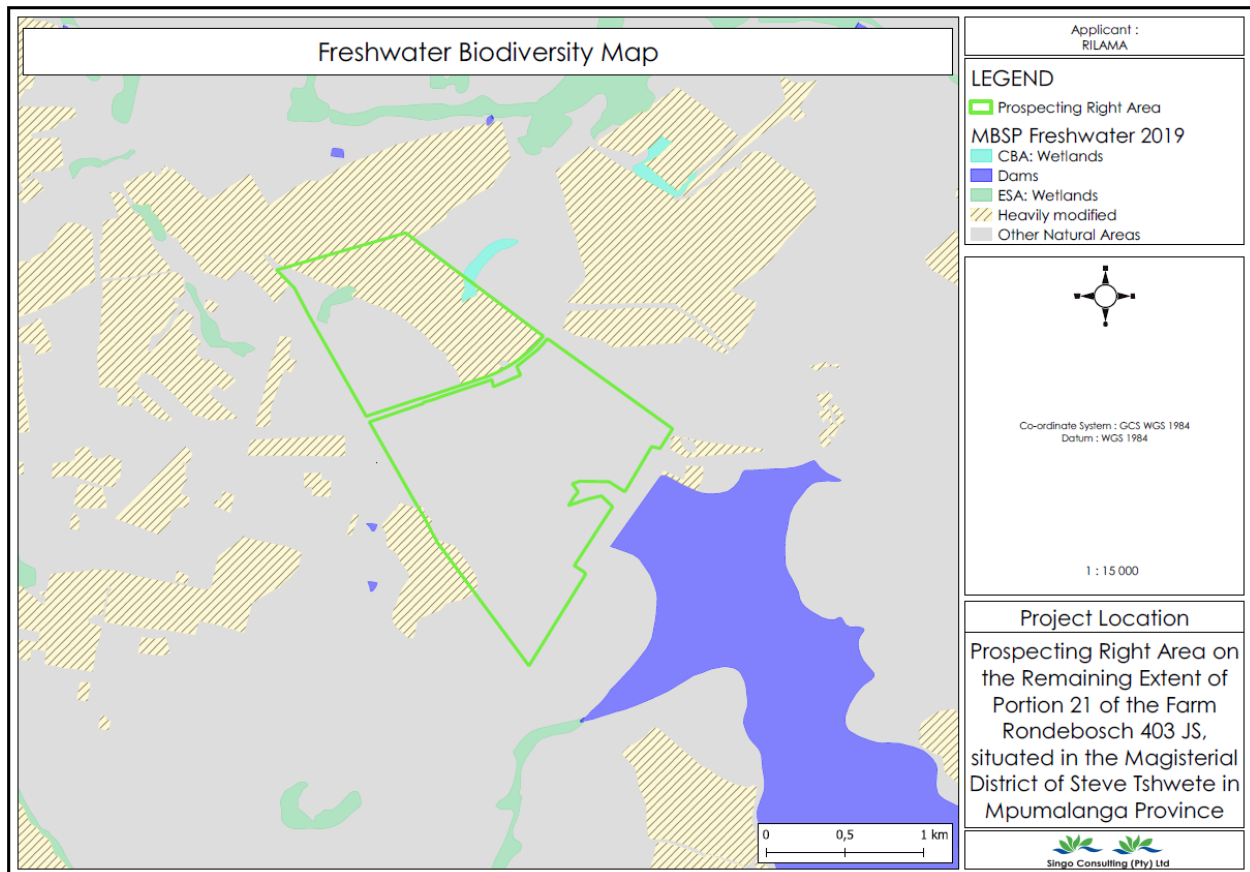 Freshwater Biodiversity Map
Applicant :
RILAMA
LEGEND
Prospecting Right Area
MBSP Freshwater 2019
CBA: Wetlands
Dams
ESA: Wetlands
Heavily modified
Other Natural Areas
Co-ordinate System : GCS WGS 1984
Datum : WGS 1984
1 : 15 000
Project Location
Prospecting Right Area on
the Remaining Extent of
Portion 21 of the Farm
Rondebosch 403 JS,
situated in the Magisterial
District of Steve Tshwete in
Mpumalanga Province
0 0,5 1 km
Singo Consulting (Pty) Ltd